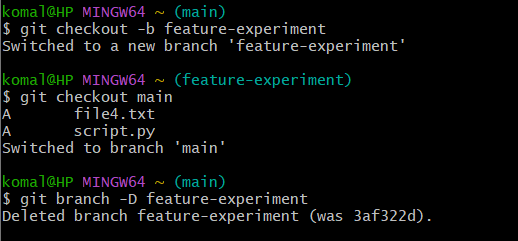 komal@HP MINGW64 ~ (main)
$ git checkout -b feature-experiment
Switched to a new branch 'feature-experiment'
komal@HP MINGW64 ~ (feature-experiment)
$ git checkout main
A       file4.txt
A       script.py
Switched to branch 'main'
komal@HP MINGW64 ~ (main)
$ git branch -D feature-experiment
Deleted branch feature-experiment (was 3af322d).